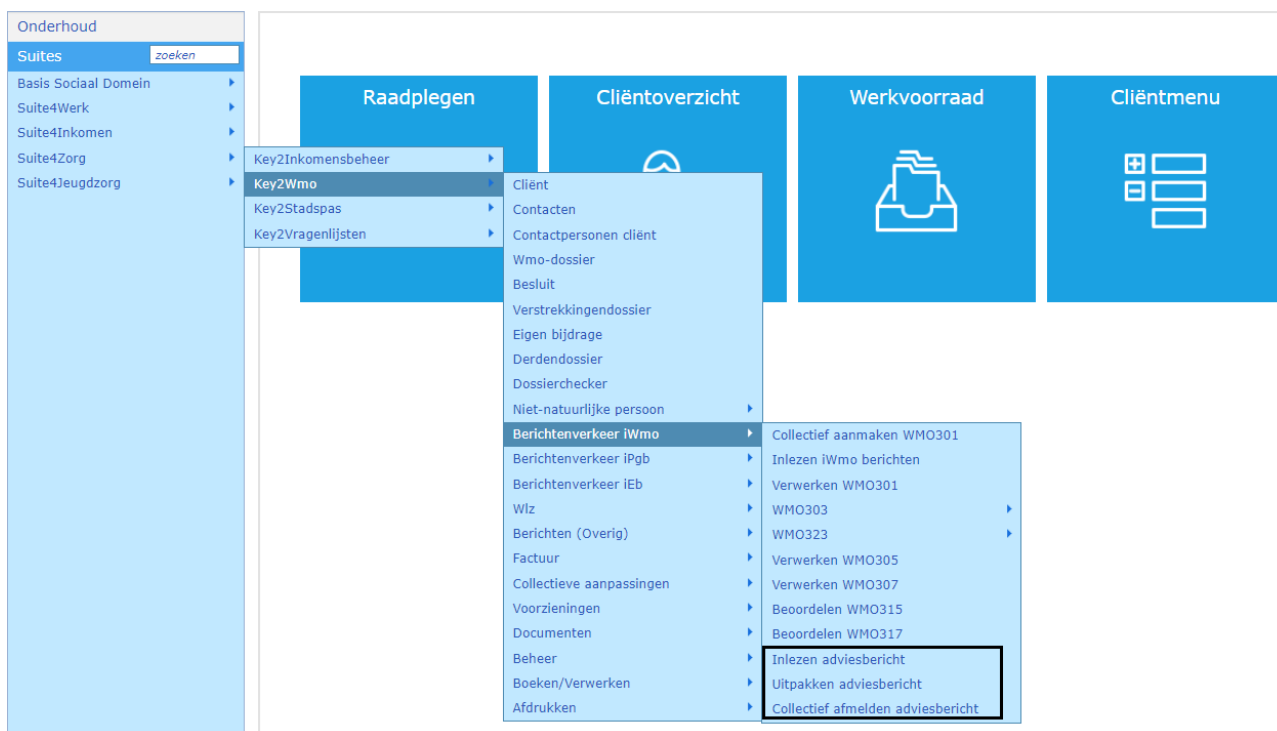 Onderhoud
Suites
zoeken
Basis Sociaal Domein
Suite4Werk
Suite4Inkomen
Suite4Zorg
Suite4Jeugdzorg
Raadplegen
Cliëntoverzicht
Werkvoorraad
Cliëntmenu
Key2Inkomensbeheer
Key2Wmo
Key2Stadspas
Key2Vragenlijsten
Cliënt
Contacten
Contactpersonen cliënt
Wmo-dossier
Besluit
Verstrekkingendossier
Eigen bijdrage
Derdendossier
Dossierchecker
Niet-natuurlijke persoon
Berichtenverkeer iWmo
Berichtenverkeer iPgb
Berichtenverkeer iEb
Wlz
Berichten (Overig)
Factuur
Collectieve aanpassingen
Voorzieningen
Documenten
Beheer
Boeken/Verwerken
Afdrukken
Collectief aanmaken WMO301
Inlezen iWmo berichten
Verwerken WMO301
WMO303
WMO323
Verwerken WMO305
Verwerken WMO307
Beoordelen WMO315
Beoordelen WMO317
Inlezen adviesbericht
Uitpakken adviesbericht
Collectief afmelden adviesbericht